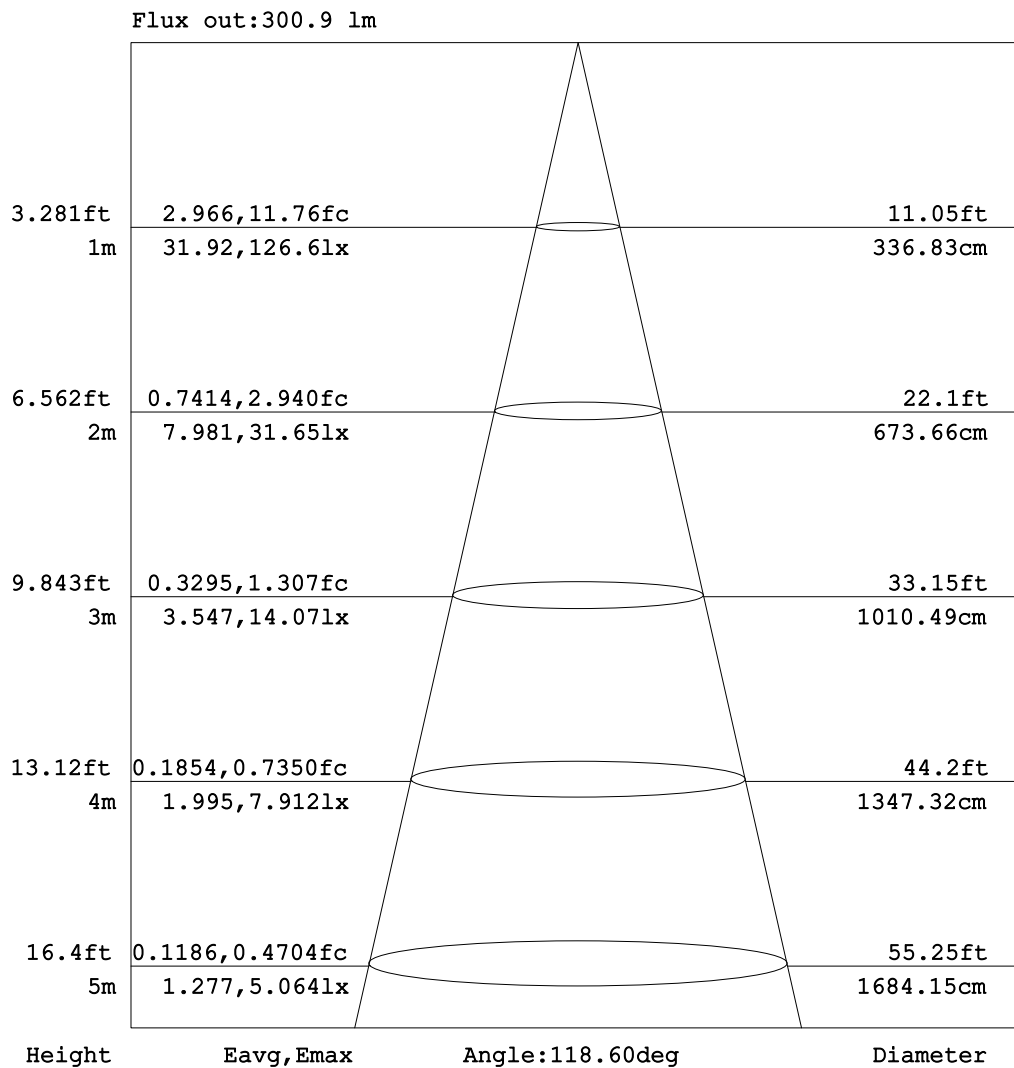 Flux out:300.9 lm
3.281ft 2.966,11.76fc 11.05ft
1m 31.92,126.6lx 336.83cm
6.562ft 0.7414,2.940fc 22.1ft
2m 7.981,31.65lx 673.66cm
9.843ft 0.3295,1.307fc 33.15ft
3m 3.547,14.07lx 1010.49cm
13.12ft 0.1854,0.7350fc 44.2ft
4m 1.995,7.912lx 1347.32cm
16.4ft 0.1186,0.4704fc 55.25ft
5m 1.277,5.064lx 1684.15cm
Height Eavg,Emax Angle:118.60deg Diameter